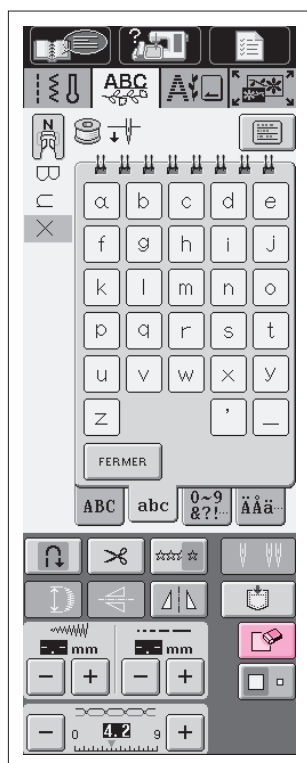 ?
ABC
A
N
B
U
X
a b c d e
f g h i j
k l m n o
p q r s t
u v w x y
z ' _
FERMER
ABC abc 0~9 &?!... ÄÅä...
mm mm
- + - +
- 0 4.2 9 +